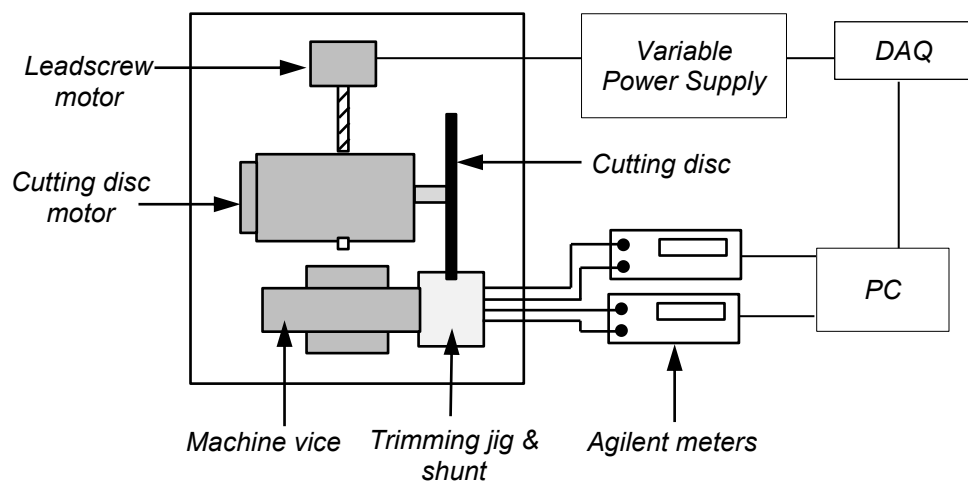 Leadscrew
motor
Variable
Power Supply
DAQ
Cutting disc
Cutting disc
motor
PC
Machine vice
Trimming jig &
shunt
Agilent meters